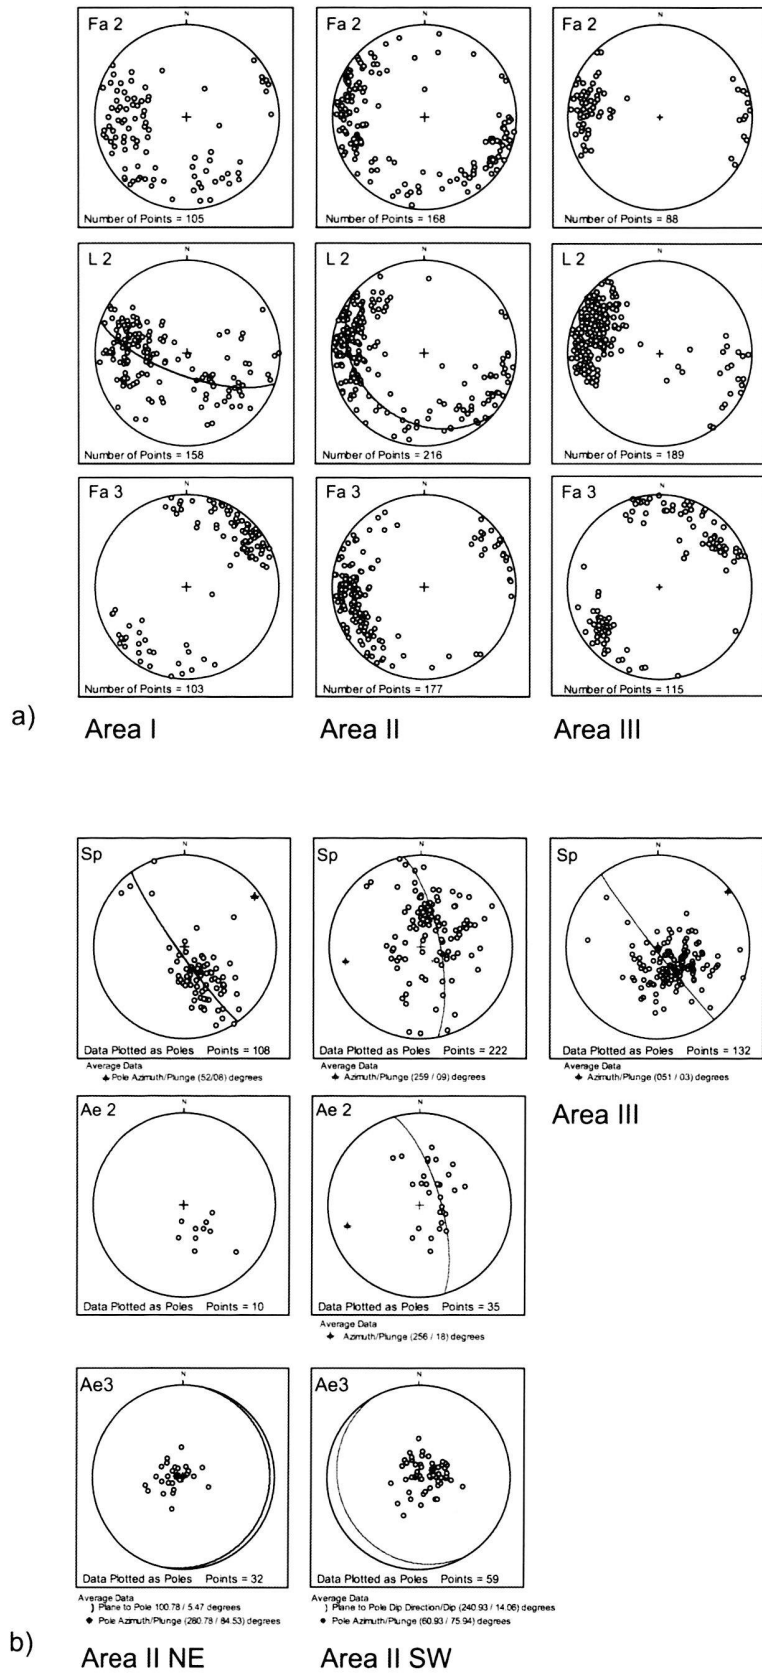 Fa 2
N
Number of Points = 105
Fa 2
N
Number of Points = 168
Fa 2
N
Number of Points = 88
L 2
N
Number of Points = 158
L 2
N
Number of Points = 216
L 2
N
Number of Points = 189
Fa 3
N
Number of Points = 103
Fa 3
N
Number of Points = 177
Fa 3
N
Number of Points = 115
a)
Area I
Area II
Area III
Sp
N
Data Plotted as Poles Points = 108
Average Data
Pole Azimuth/Plunge (52/08) degrees
Sp
N
Data Plotted as Poles Points = 222
Average Data
Azimuth/Plunge (259 / 09) degrees
Sp
N
Data Plotted as Poles Points = 132
Average Data
Azimuth/Plunge (051 / 03) degrees
Area III
Ae 2
N
Data Plotted as Poles Points = 10
Ae 2
N
Data Plotted as Poles Points = 35
Average Data
Azimuth/Plunge (256 / 18) degrees
Ae3
N
Data Plotted as Poles Points = 32
Average Data
) Plane to Pole 100.78 / 5.47 degrees
Pole Azimuth/Plunge (280.78 / 84.53) degrees
Ae3
N
Data Plotted as Poles Points = 59
Average Data
) Plane to Pole Dip Direction/Dip (240.93 / 14.06) degrees
Pole Azimuth/Plunge (60.93 / 75.94) degrees
b)
Area II NE
Area II SW